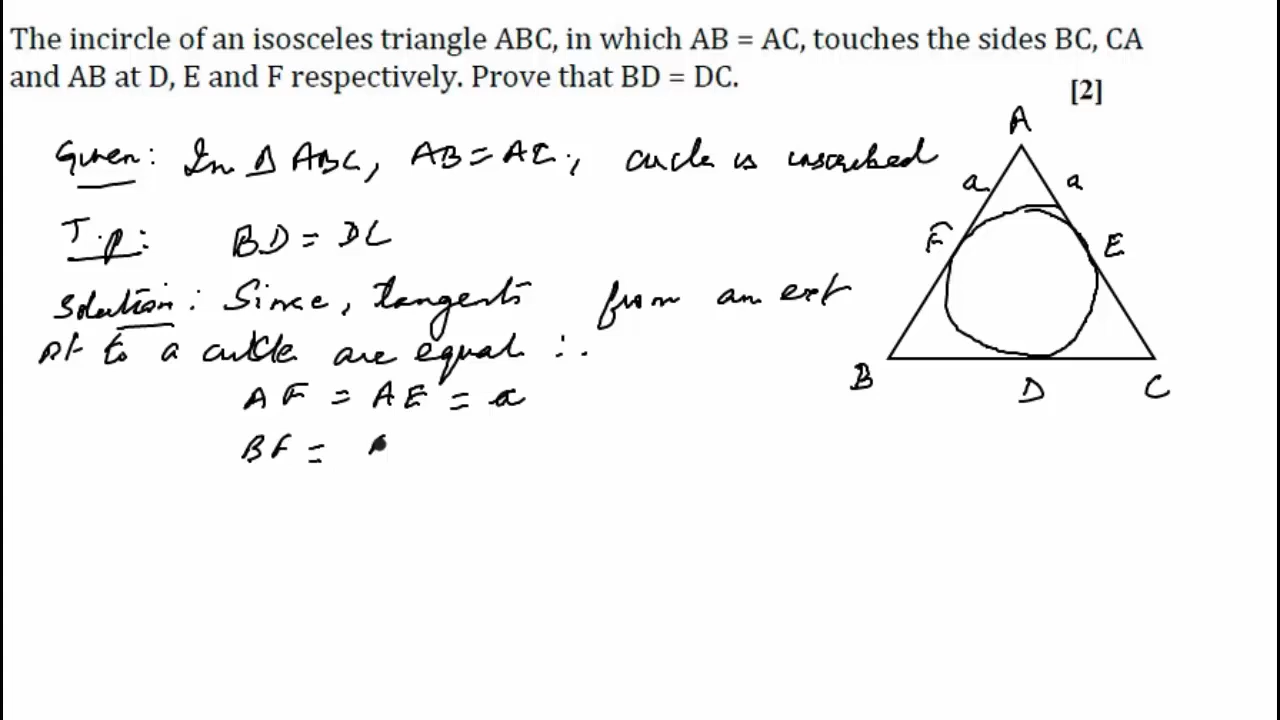 The incircle of an isosceles triangle ABC, in which AB = AC, touches the sides BC, CA
and AB at D, E and F respectively. Prove that BD = DC.
[2]
Given: In Δ ABC, AB = AC, circle is inscribed
T.p: BD = DC
Solution: Since, tangents from an ext
pt to a circle are equal ∴
AF = AE = a
BF =
A
a a
F E
B D C